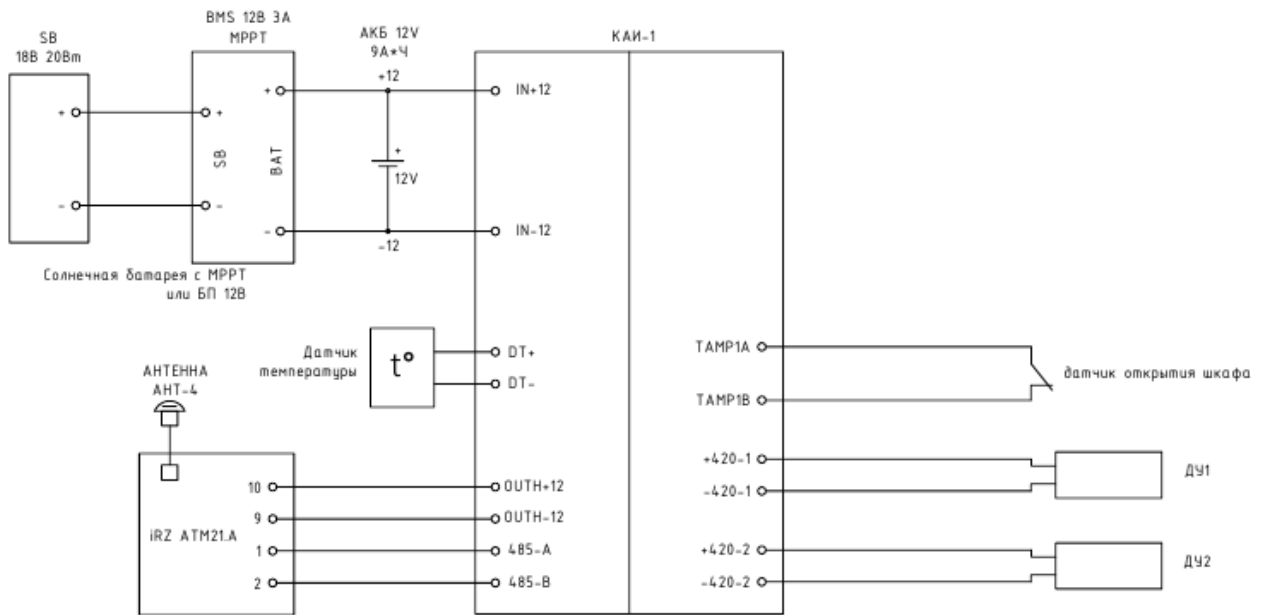 SB
18В 20Вт
+
-
BMS 12В 3А
MPPT
+
-
SB
BAT
+
-
Солнечная батарея с MPPT
или БП 12В
АКБ 12V
9А*Ч
+12
+
12V
-12
КАИ-1
IN+12
IN-12
Датчик
температуры
t°
DT+
DT-
АНТЕННА
АНТ-4
iRZ ATM21.A
10
9
1
2
OUTH+12
OUTH-12
485-A
485-B
TAMP1A
TAMP1B
датчик открытия шкафа
+420-1
-420-1
ДУ1
+420-2
-420-2
ДУ2